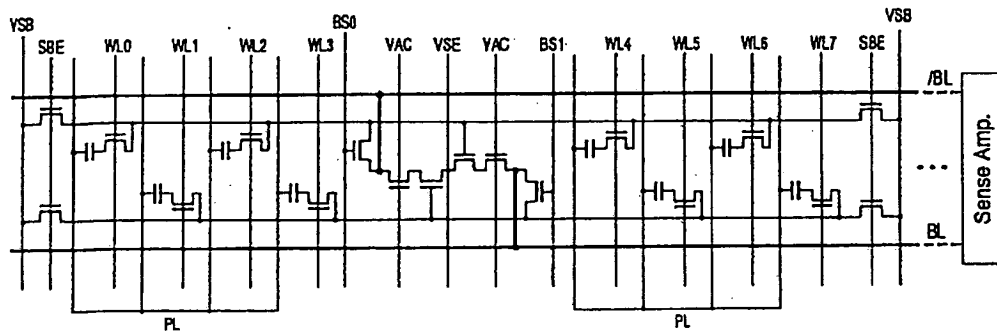 VSB SBE WL0 WL1 WL2 WL3 BS0 VAC VSE VAC BS1 WL4 WL5 WL6 WL7 SBE VSB
/BL
Sense Amp.
BL
PL PL